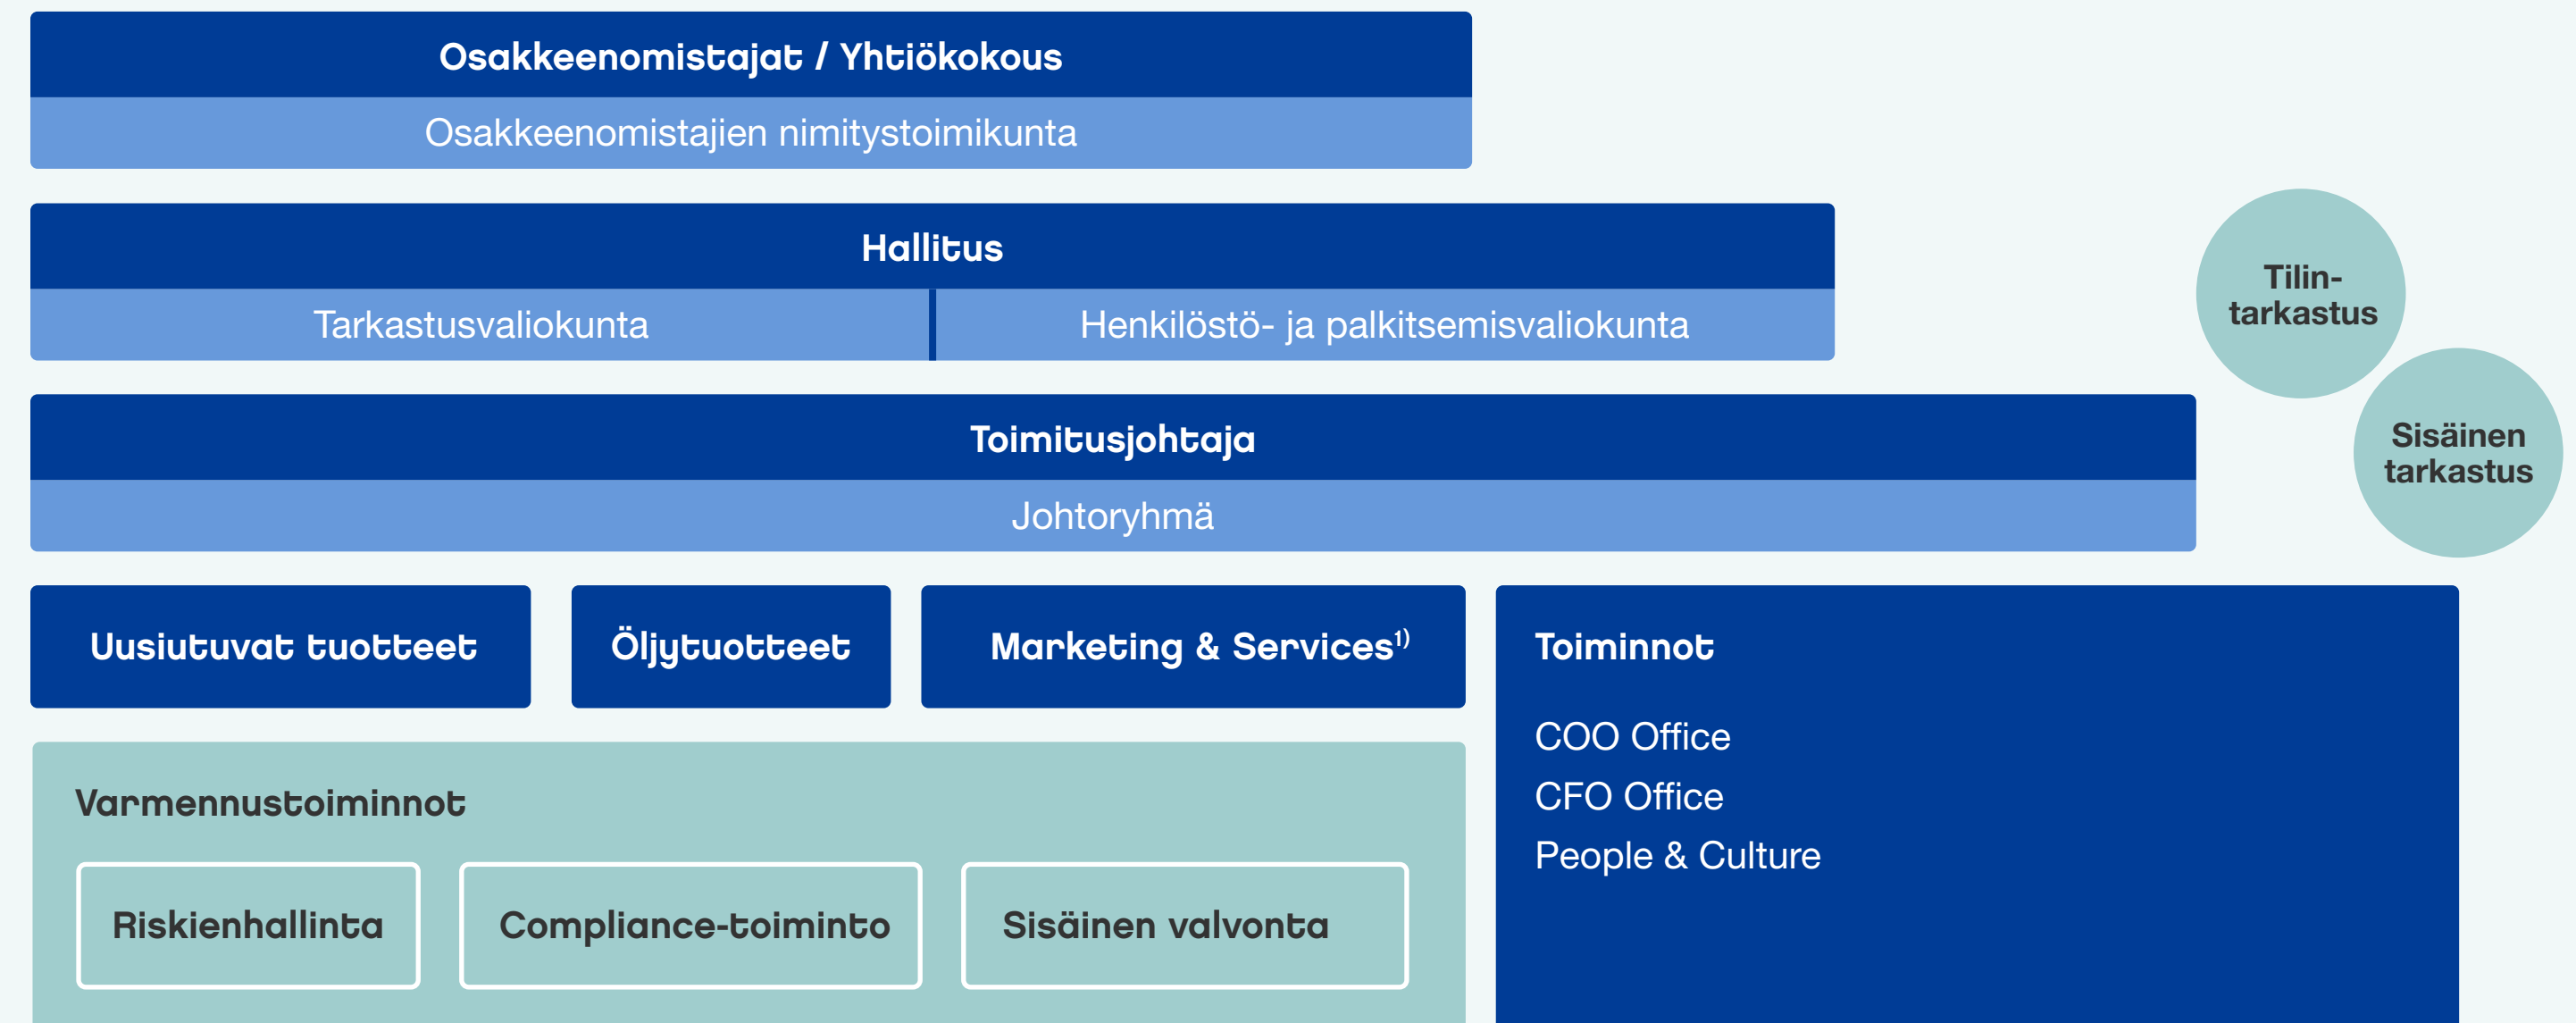 Osakkeenomistajat / Yhtiökokous
Osakkeenomistajien nimitystoimikunta
Hallitus
Tarkastusvaliokunta
Henkilöstö- ja palkitsemisvaliokunta
Tilin-
tarkastus
Toimitusjohtaja
Johtoryhmä
Sisäinen
tarkastus
Uusiutuvat tuotteet
Öljytuotteet
Marketing & Services¹⁾
Toiminnot
COO Office
CFO Office
People & Culture
Varmennustoiminnot
Riskienhallinta
Compliance-toiminto
Sisäinen valvonta